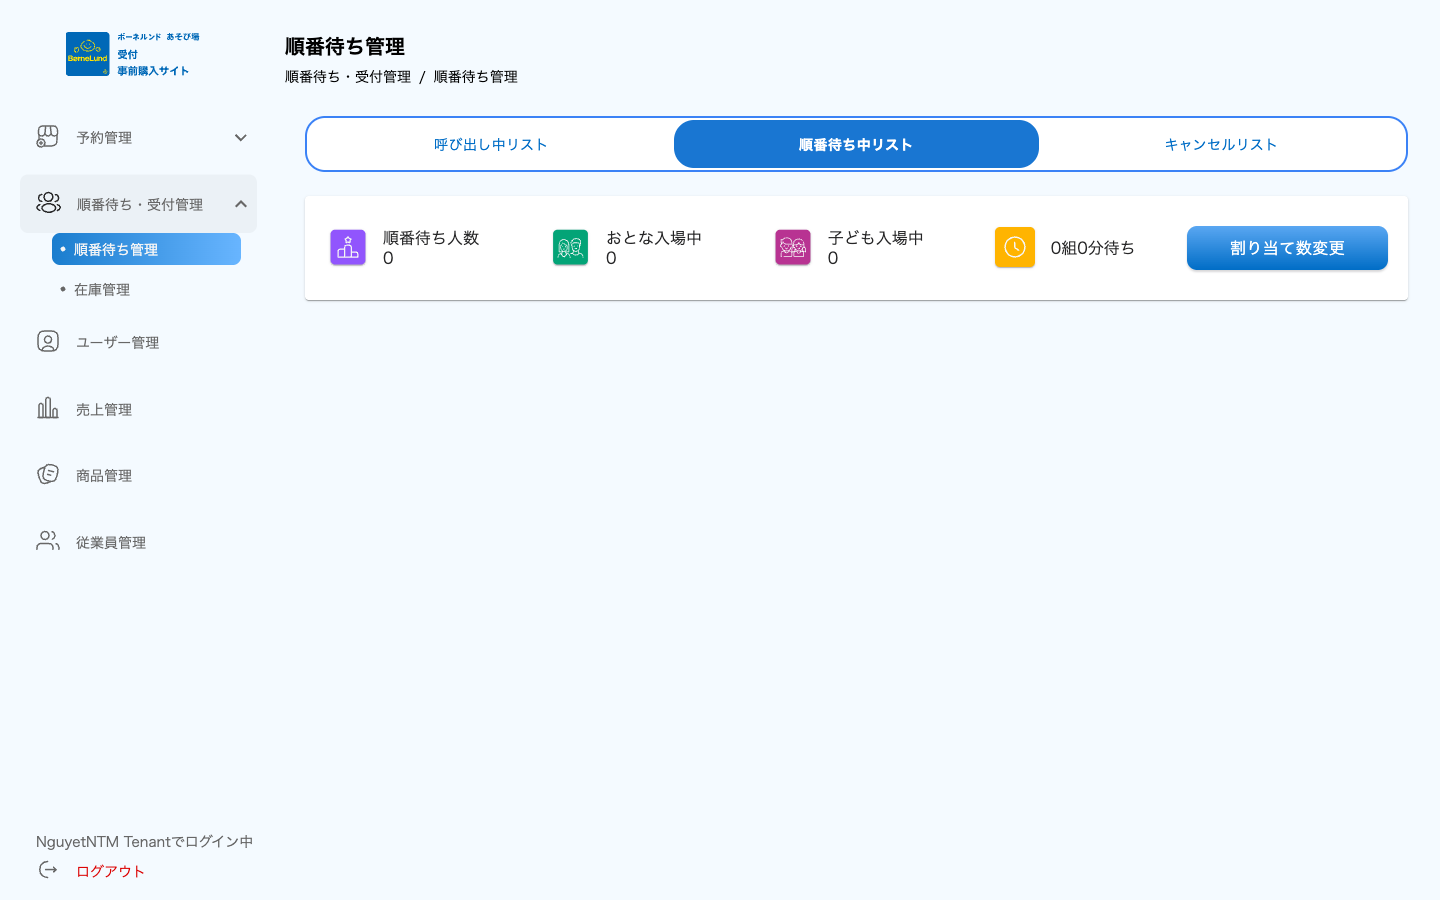 ボーネルンド あそび場
受付
事前購入サイト
BørneLund
予約管理
順番待ち・受付管理
順番待ち管理
在庫管理
ユーザー管理
売上管理
商品管理
従業員管理
NguyetNTM Tenantでログイン中
ログアウト
順番待ち管理
順番待ち・受付管理 / 順番待ち管理
呼び出し中リスト
順番待ち中リスト
キャンセルリスト
順番待ち人数
0
おとな入場中
0
子ども入場中
0
0組0分待ち
割り当て数変更